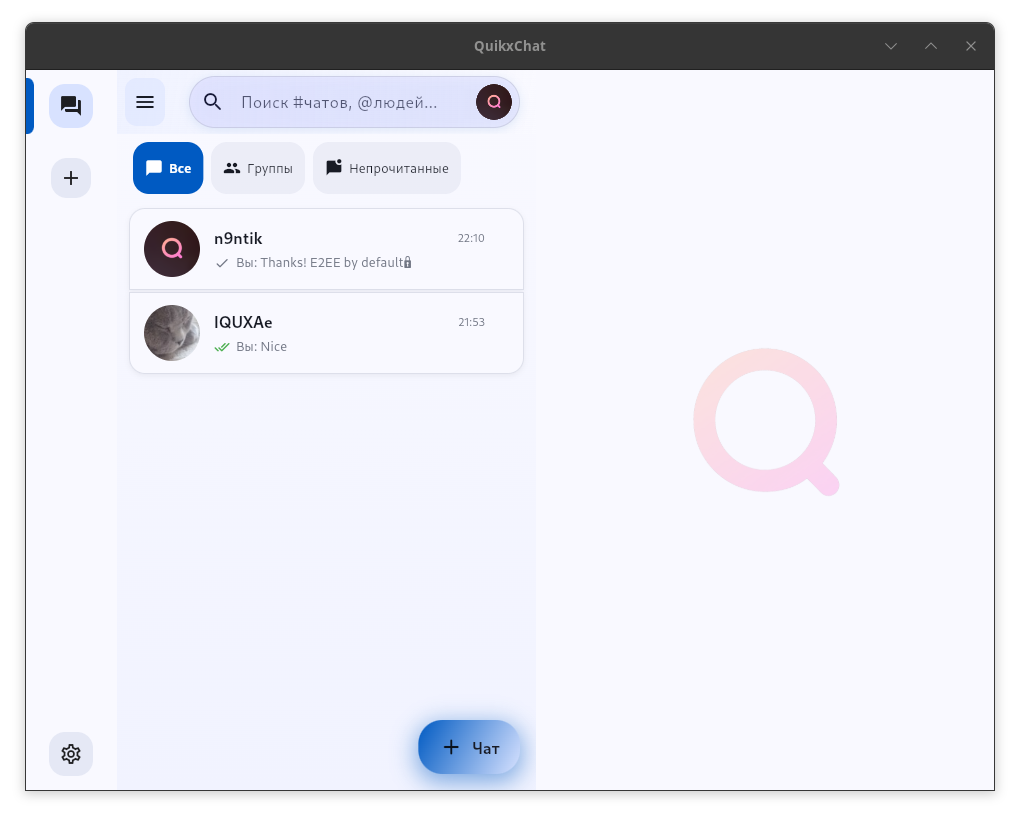 QuikxChat
Поиск #чатов, @людей...
Все
Группы
Непрочитанные
n9ntik
22:10
Вы: Thanks! E2EE by default🔒
IQUXAe
21:53
Вы: Nice
Чат